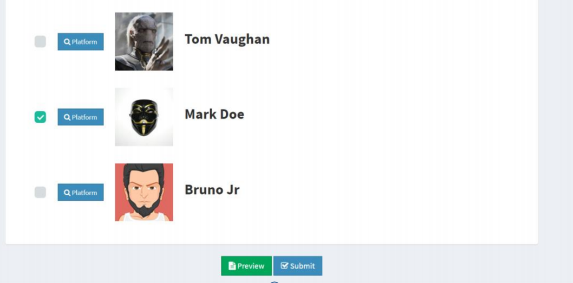 Platform
Tom Vaughan
Platform
Mark Doe
Platform
Bruno Jr
Preview
Submit